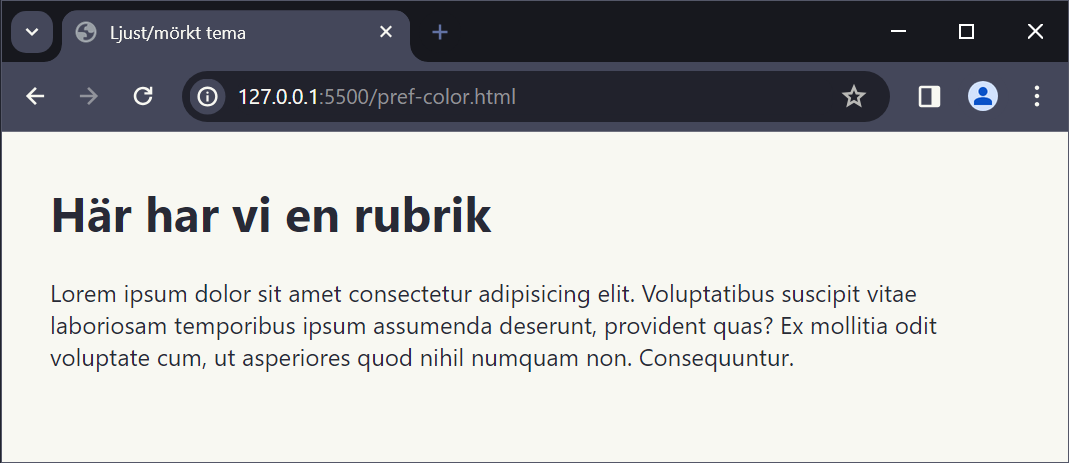 Ljust/mörkt tema
127.0.0.1:5500/pref-color.html
Här har vi en rubrik
Lorem ipsum dolor sit amet consectetur adipisicing elit. Voluptatibus suscipit vitae
laboriosam temporibus ipsum assumenda deserunt, provident quas? Ex mollitia odit
voluptate cum, ut asperiores quod nihil numquam non. Consequuntur.